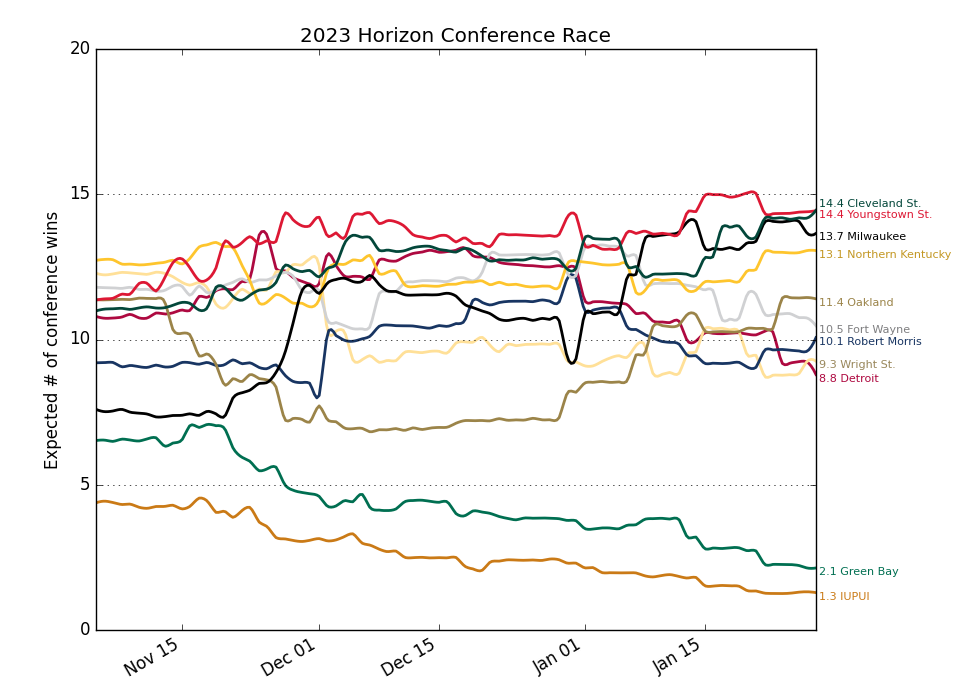 2023 Horizon Conference Race
Expected # of conference wins
20
15
10
5
0
14.4 Cleveland St.
14.4 Youngstown St.
13.7 Milwaukee
13.1 Northern Kentucky
11.4 Oakland
10.5 Fort Wayne
10.1 Robert Morris
9.3 Wright St.
8.8 Detroit
2.1 Green Bay
1.3 IUPUI
Nov 15
Dec 01
Dec 15
Jan 01
Jan 15